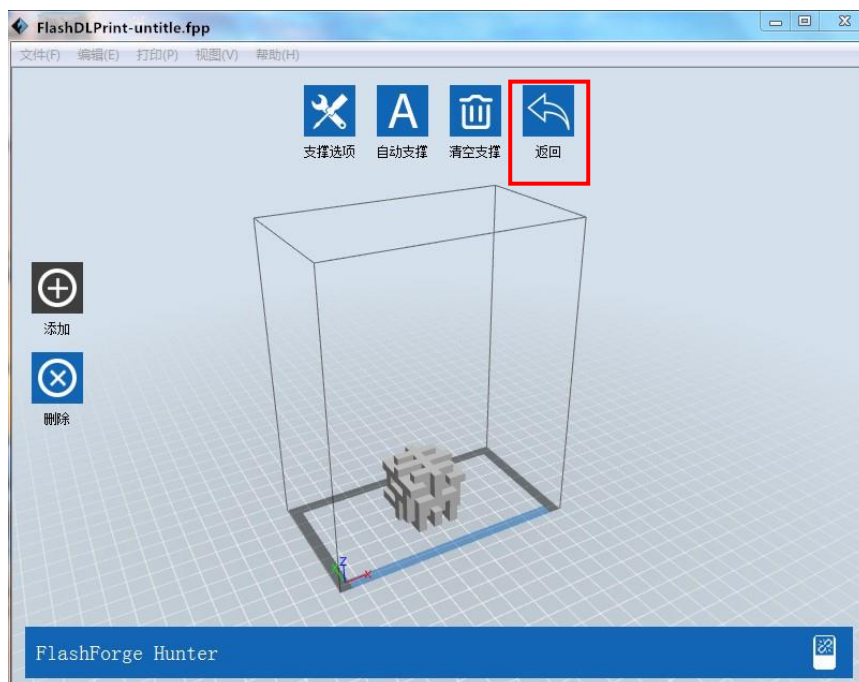 FlashDLPrint-untitle.fpp
文件(F) 编辑(E) 打印(P) 视图(V) 帮助(H)
A
支撑选项 自动支撑 清空支撑 返回
添加
删除
Z
X
FlashForge Hunter